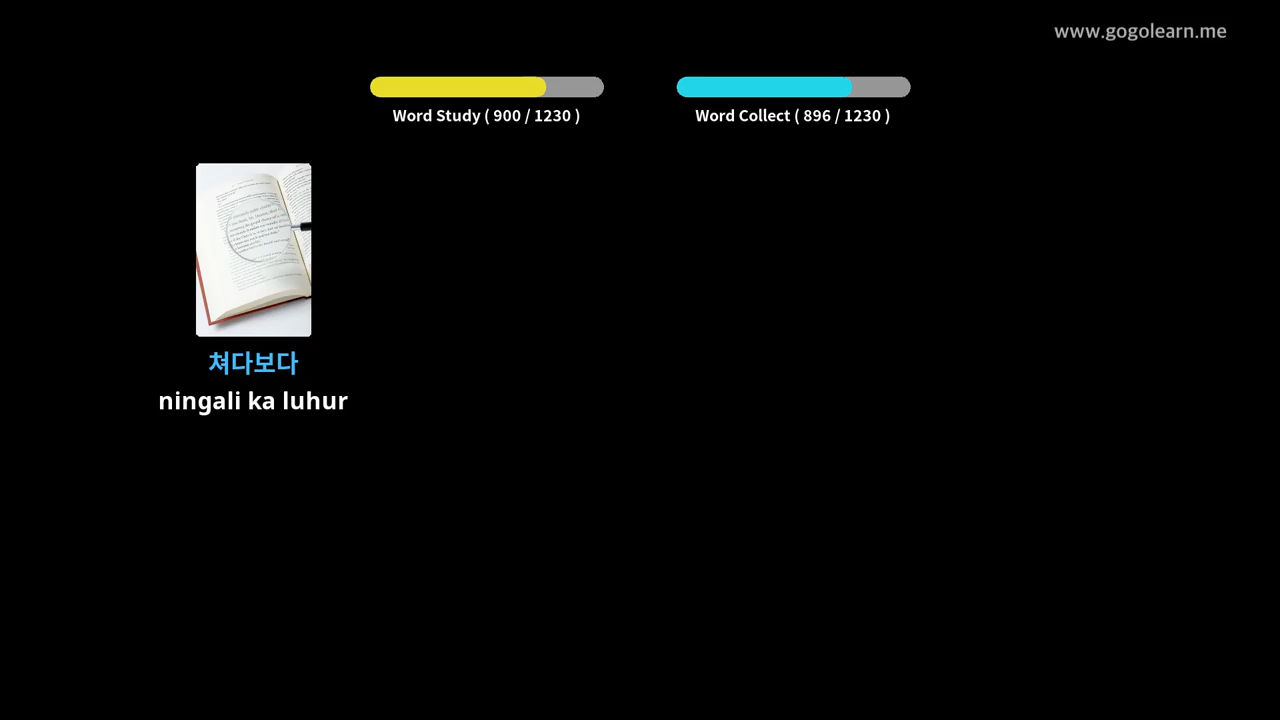 www.gogolearn.me
Word Study ( 900 / 1230 )
Word Collect ( 896 / 1230 )
쳐다보다
ningali ka luhur